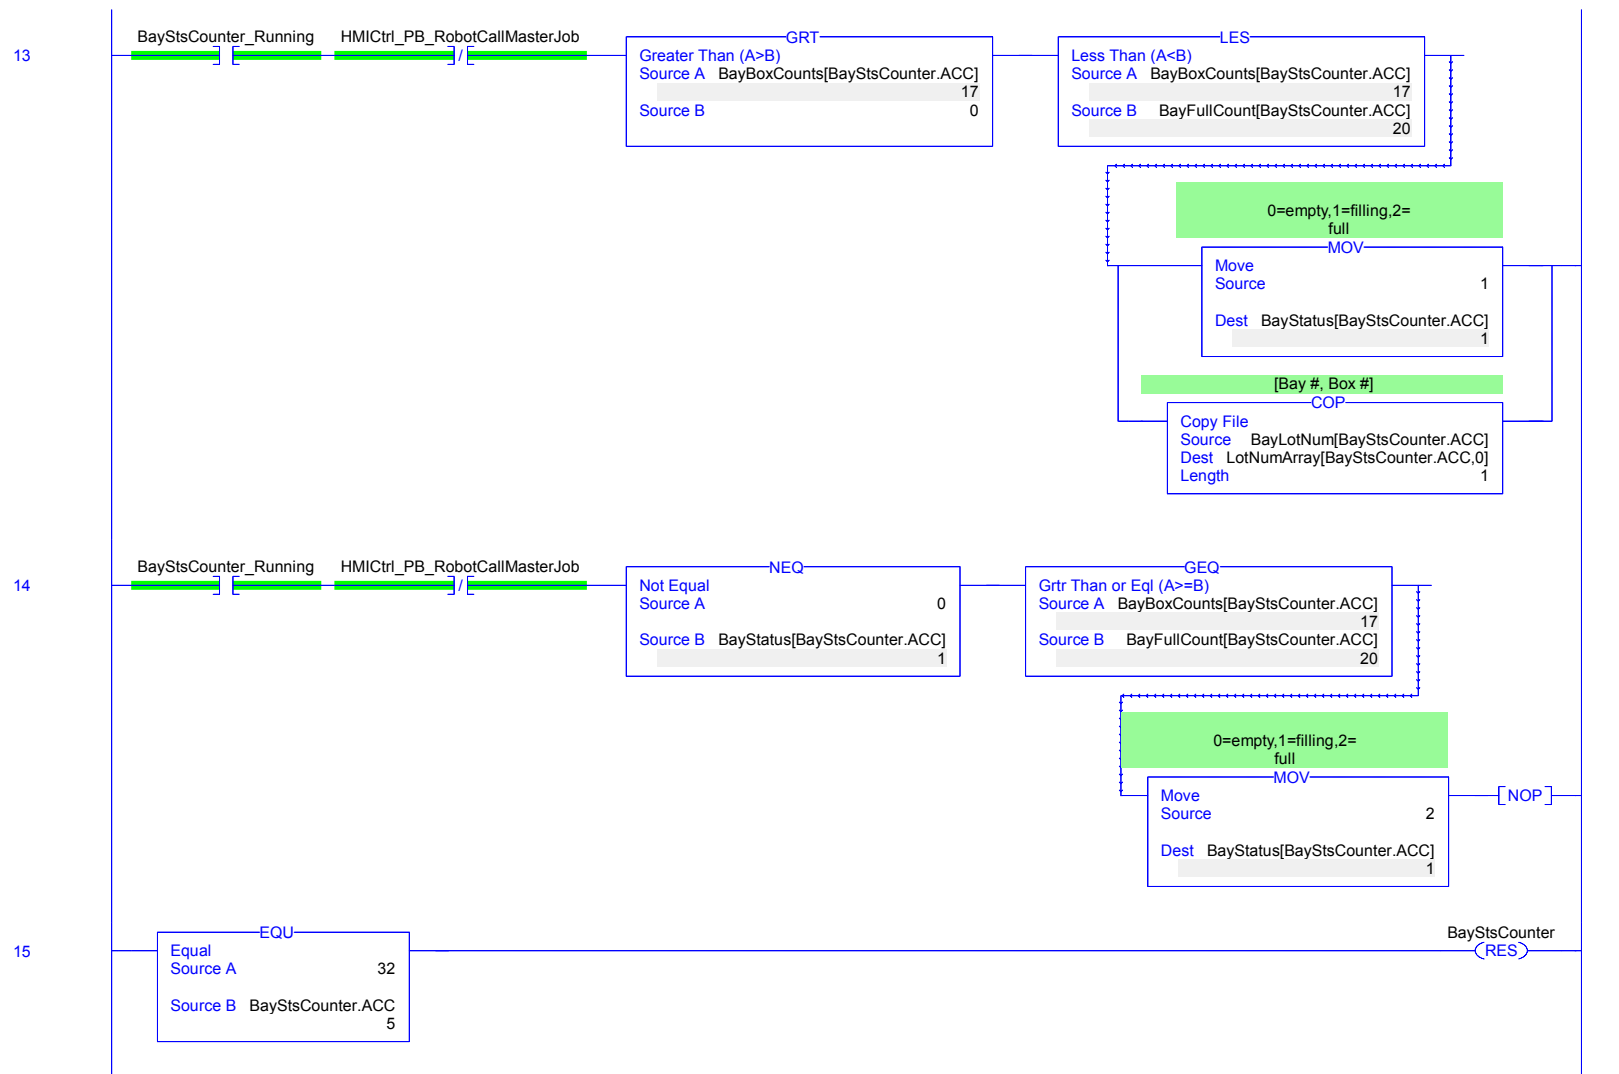 13
BayStsCounter_Running HMICtrl_PB_RobotCallMasterJob
/
GRT
Greater Than (A>B)
Source A BayBoxCounts[BayStsCounter.ACC]
17
Source B 0
LES
Less Than (A<B)
Source A BayBoxCounts[BayStsCounter.ACC]
17
Source B BayFullCount[BayStsCounter.ACC]
20
0=empty,1=filling,2=
full
MOV
Move
Source 1
Dest BayStatus[BayStsCounter.ACC]
1
[Bay #, Box #]
COP
Copy File
Source BayLotNum[BayStsCounter.ACC]
Dest LotNumArray[BayStsCounter.ACC,0]
Length 1
14
BayStsCounter_Running HMICtrl_PB_RobotCallMasterJob
/
NEQ
Not Equal
Source A 0
Source B BayStatus[BayStsCounter.ACC]
1
GEQ
Grtr Than or Eql (A>=B)
Source A BayBoxCounts[BayStsCounter.ACC]
17
Source B BayFullCount[BayStsCounter.ACC]
20
0=empty,1=filling,2=
full
MOV
Move
Source 2
Dest BayStatus[BayStsCounter.ACC]
1
NOP
15
EQU
Equal
Source A 32
Source B BayStsCounter.ACC
5
BayStsCounter
RES